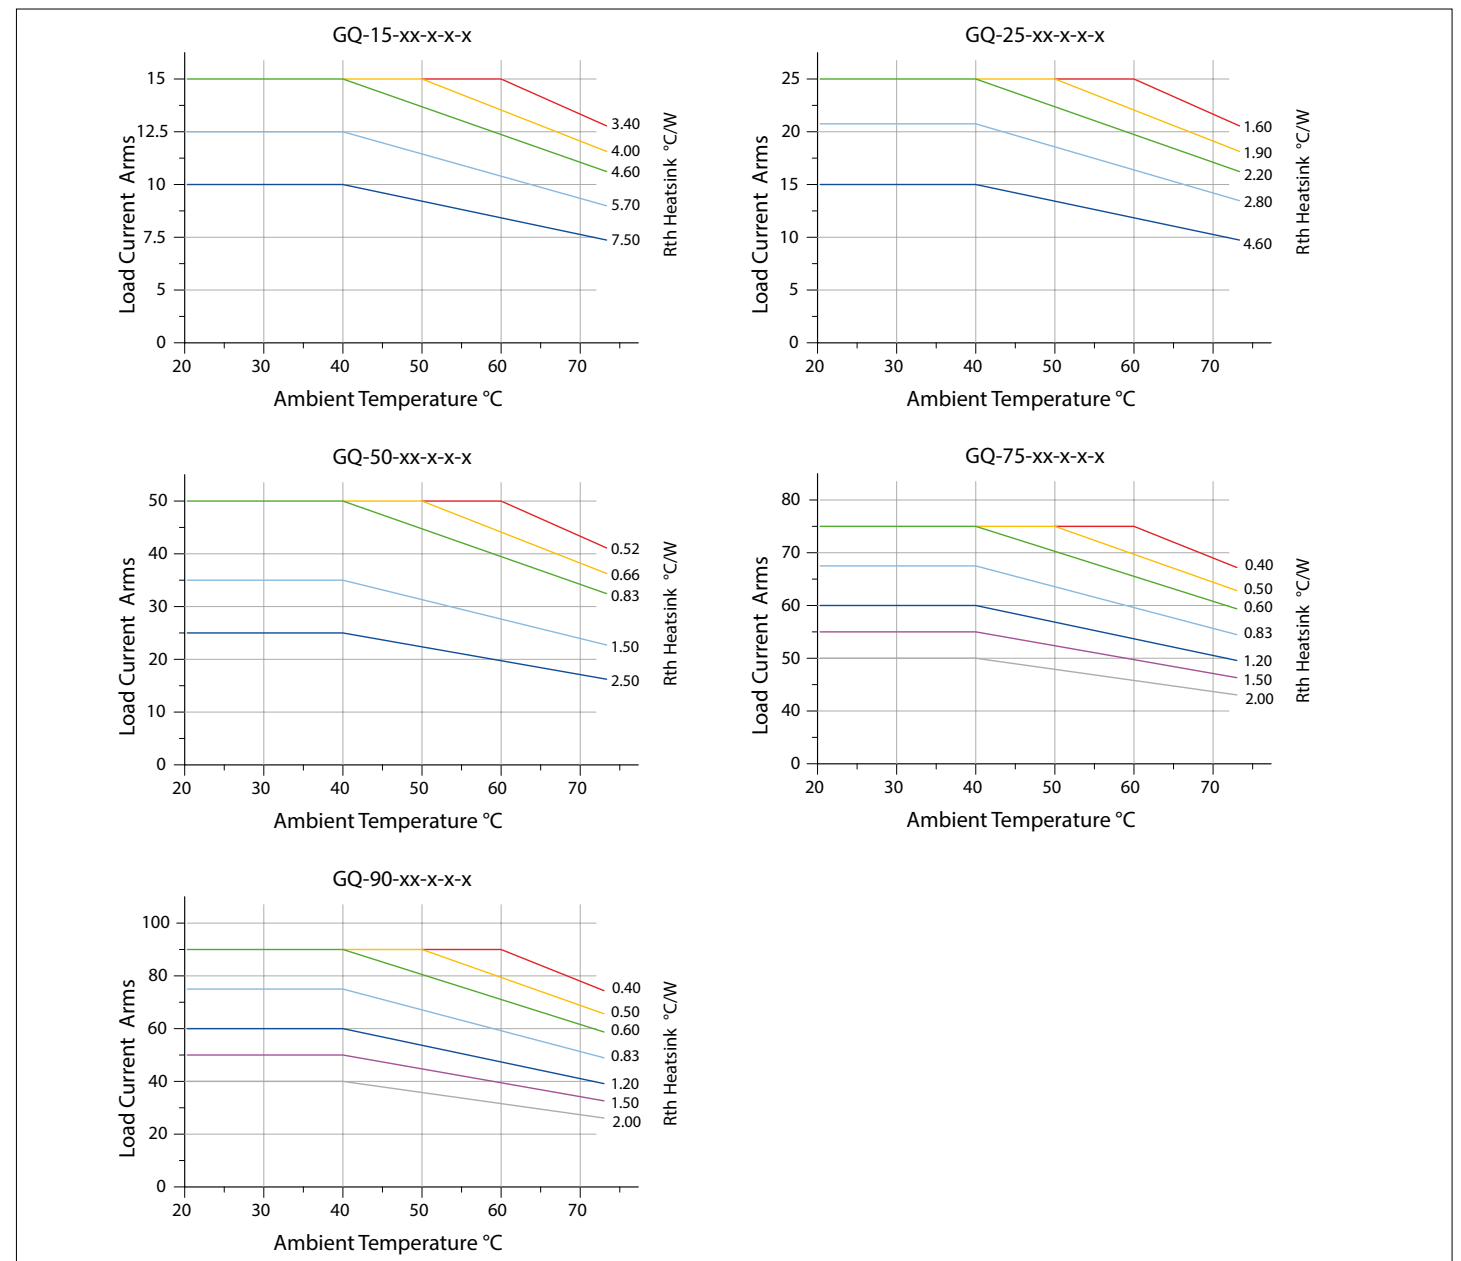 GQ-15-xx-x-x-x
15
12.5
10
7.5
5
0
20 30 40 50 60 70
3.40
4.00
4.60
5.70
7.50
Load Current Arms
Rth Heatsink °C/W
Ambient Temperature °C
GQ-25-xx-x-x-x
25
20
15
10
5
0
20 30 40 50 60 70
1.60
1.90
2.20
2.80
4.60
Load Current Arms
Rth Heatsink °C/W
Ambient Temperature °C
GQ-50-xx-x-x-x
50
40
30
20
10
0
20 30 40 50 60 70
0.52
0.66
0.83
1.50
2.50
Load Current Arms
Rth Heatsink °C/W
Ambient Temperature °C
GQ-75-xx-x-x-x
80
70
60
50
40
0
20 30 40 50 60 70
0.40
0.50
0.60
0.83
1.20
1.50
2.00
Load Current Arms
Rth Heatsink °C/W
Ambient Temperature °C
GQ-90-xx-x-x-x
100
80
60
40
20
0
20 30 40 50 60 70
0.40
0.50
0.60
0.83
1.20
1.50
2.00
Load Current Arms
Rth Heatsink °C/W
Ambient Temperature °C